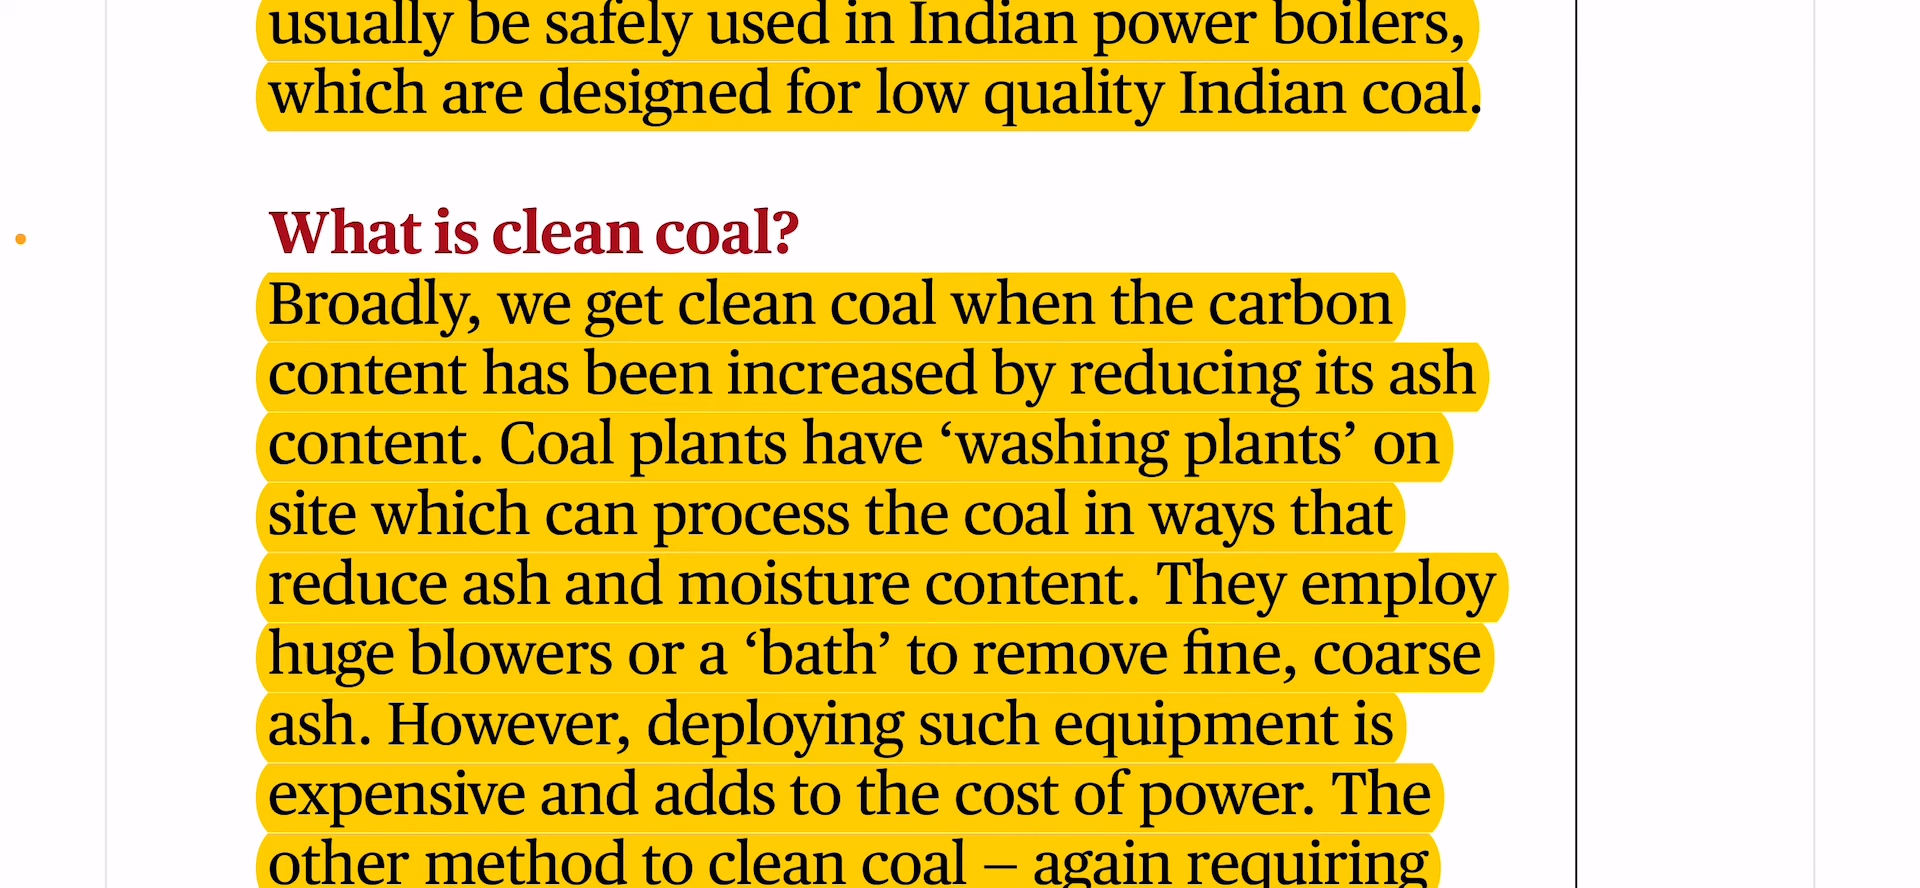 usually be safely used in Indian power boilers,
which are designed for low quality Indian coal.
What is clean coal?
Broadly, we get clean coal when the carbon
content has been increased by reducing its ash
content. Coal plants have ‘washing plants’ on
site which can process the coal in ways that
reduce ash and moisture content. They employ
huge blowers or a ‘bath’ to remove fine, coarse
ash. However, deploying such equipment is
expensive and adds to the cost of power. The
other method to clean coal – again requiring